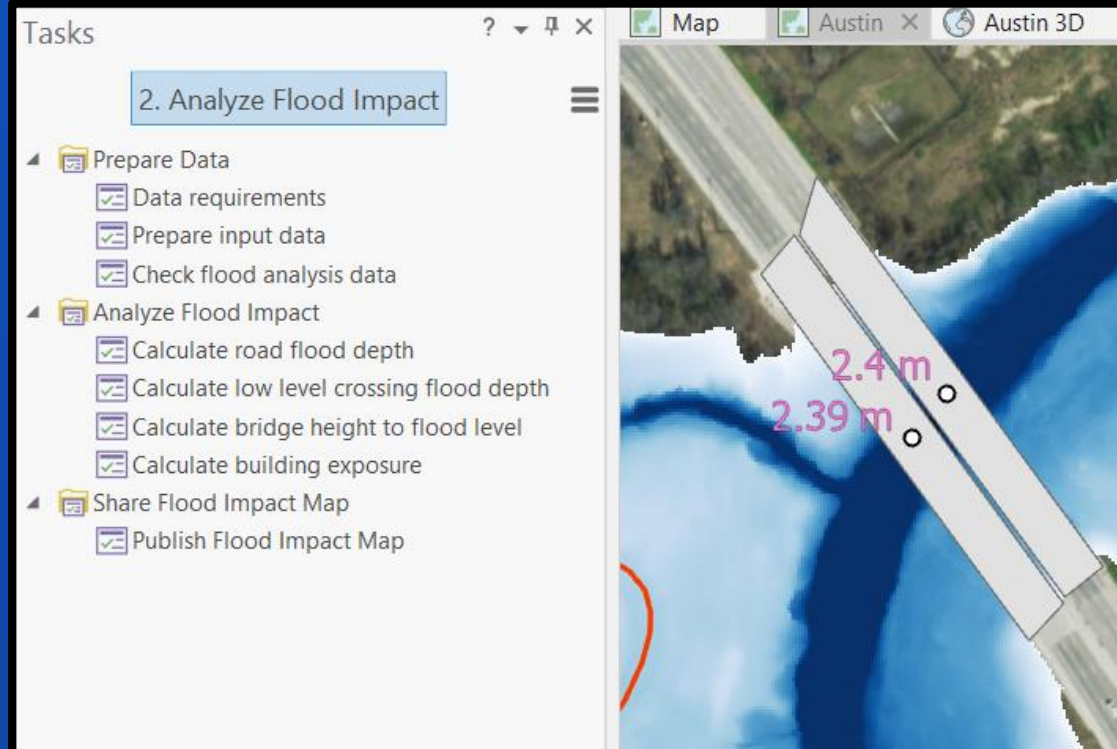 Tasks
?
Map
Austin
Austin 3D
2. Analyze Flood Impact
Prepare Data
Data requirements
Prepare input data
Check flood analysis data
Analyze Flood Impact
Calculate road flood depth
Calculate low level crossing flood depth
Calculate bridge height to flood level
Calculate building exposure
Share Flood Impact Map
Publish Flood Impact Map
2.4 m
2.39 m